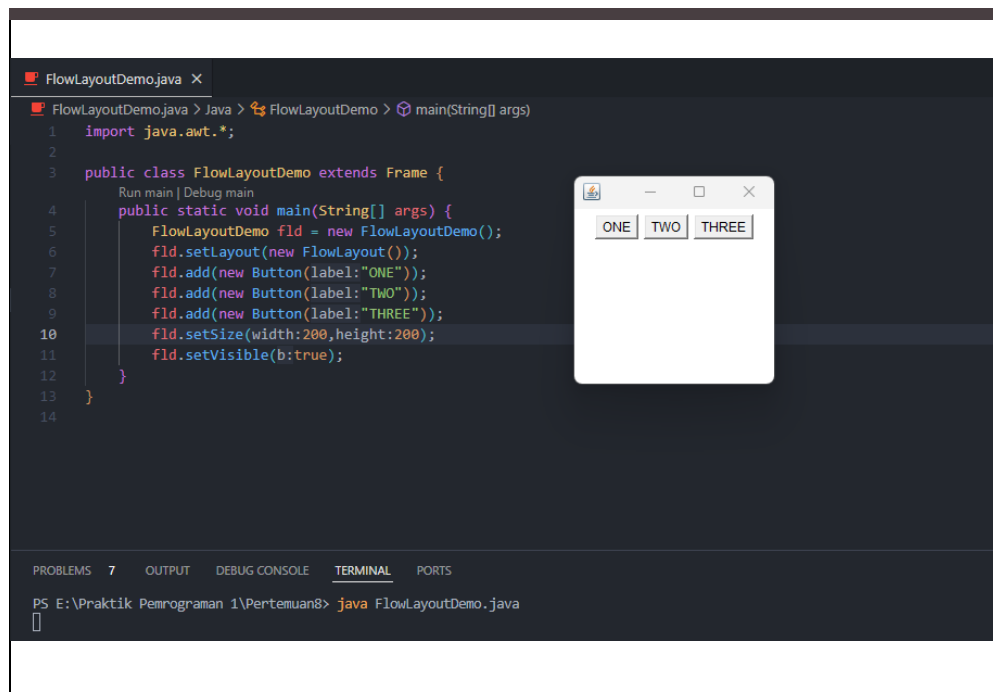 FlowLayoutDemo.java
FlowLayoutDemo.java > Java > FlowLayoutDemo > main(String[] args)
1 import java.awt.*;
2
3 public class FlowLayoutDemo extends Frame {
Run main | Debug main
4 public static void main(String[] args) {
5 FlowLayoutDemo fld = new FlowLayoutDemo();
6 fld.setLayout(new FlowLayout());
7 fld.add(new Button(label:"ONE"));
8 fld.add(new Button(label:"TWO"));
9 fld.add(new Button(label:"THREE"));
10 fld.setSize(width:200,height:200);
11 fld.setVisible(b:true);
12 }
13 }
14
ONE TWO THREE
PROBLEMS 7 OUTPUT DEBUG CONSOLE TERMINAL PORTS
PS E:\Praktik Pemrograman 1\Pertemuan8> java FlowLayoutDemo.java